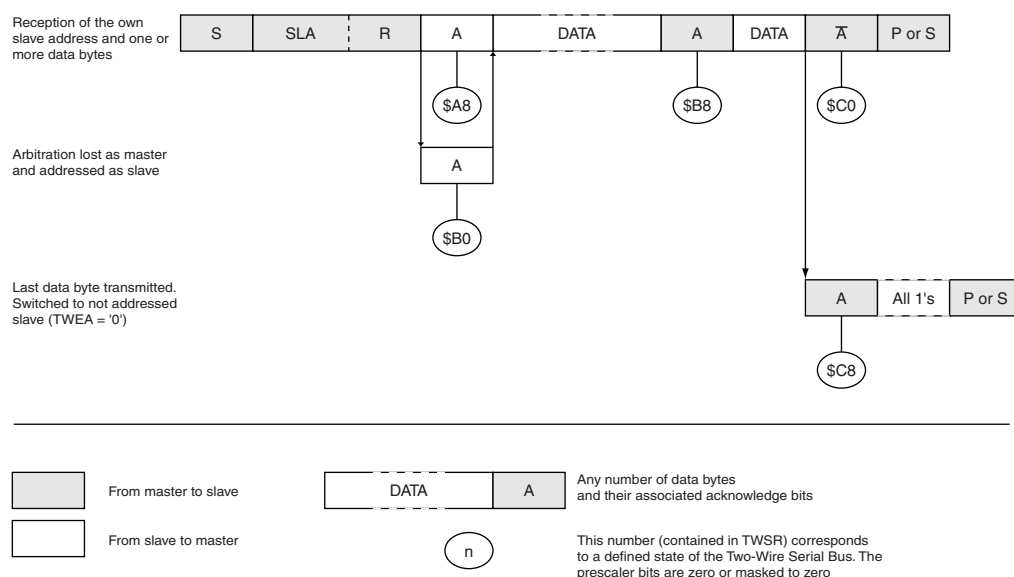 Reception of the own
slave address and one or
more data bytes
S SLA R A DATA A DATA A̅ P or S
$A8 $B8 $C0
Arbitration lost as master
and addressed as slave
A
$B0
Last data byte transmitted.
Switched to not addressed
slave (TWEA = '0')
A All 1's P or S
$C8
From master to slave
DATA A
Any number of data bytes
and their associated acknowledge bits
From slave to master
n
This number (contained in TWSR) corresponds
to a defined state of the Two-Wire Serial Bus. The
prescaler bits are zero or masked to zero